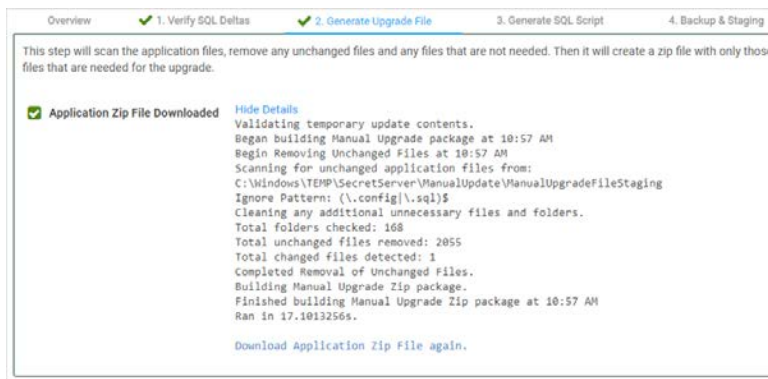 Overview 1. Verify SQL Deltas 2. Generate Upgrade File 3. Generate SQL Script 4. Backup & Staging
This step will scan the application files, remove any unchanged files and any files that are not needed. Then it will create a zip file with only those
files that are needed for the upgrade.
Application Zip File Downloaded Hide Details
Validating temporary update contents.
Began building Manual Upgrade package at 10:57 AM
Begin Removing Unchanged Files at 10:57 AM
Scanning for unchanged application files from:
C:\Windows\TEMP\SecretServer\ManualUpdate\ManualUpgradeFileStaging
Ignore Pattern: (\.config|\.sql)$
Cleaning any additional unnecessary files and folders.
Total folders checked: 168
Total unchanged files removed: 2055
Total changed files detected: 1
Completed Removal of Unchanged Files.
Building Manual Upgrade Zip package.
Finished building Manual Upgrade Zip package at 10:57 AM
Ran in 17.1013256s.
Download Application Zip File again.